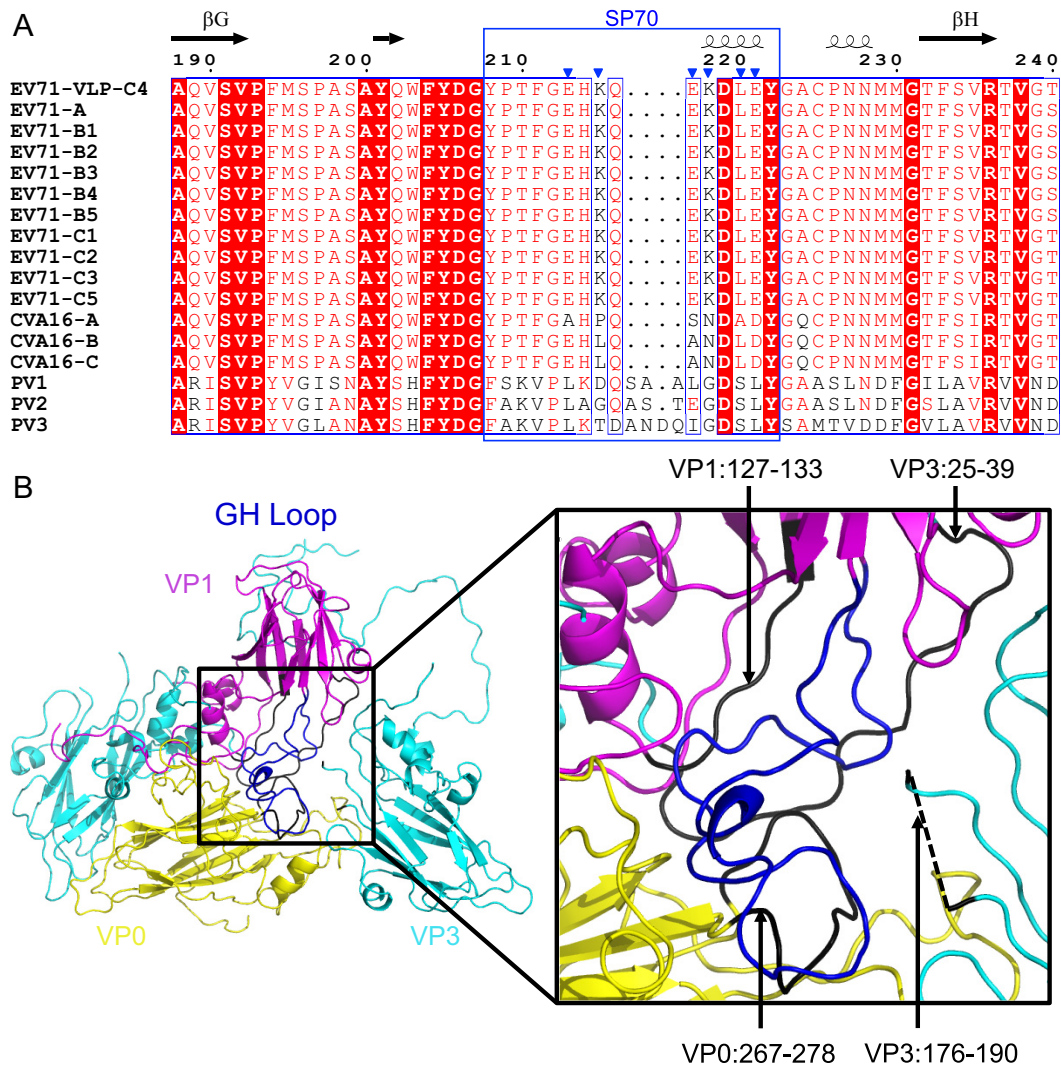 A
SP70
βG
βH
190 200 210 220 230 240
EV71-VLP-C4 AQVSVPFMSPASAYQWFYDGYPTFGEHKQ....EKDLEYGACPNNMMGTFSVRTVGT
EV71-A AQVSVPFMSPASAYQWFYDGYPTFGEHKQ....EKDLEYGACPNNMMGTFSVRTVGS
EV71-B1 AQVSVPFMSPASAYQWFYDGYPTFGEHKQ....EKDLEYGACPNNMMGTFSVRTVGS
EV71-B2 AQVSVPFMSPASAYQWFYDGYPTFGEHKQ....EKDLEYGACPNNMMGTFSVRTVGS
EV71-B3 AQVSVPFMSPASAYQWFYDGYPTFGEHKQ....EKDLEYGACPNNMMGTFSVRTVGS
EV71-B4 AQVSVPFMSPASAYQWFYDGYPTFGEHKQ....EKDLEYGACPNNMMGTFSVRTVGS
EV71-B5 AQVSVPFMSPASAYQWFYDGYPTFGEHKQ....EKDLEYGACPNNMMGTFSVRTVGS
EV71-C1 AQVSVPFMSPASAYQWFYDGYPTFGEHKQ....EKDLEYGACPNNMMGTFSVRTVGS
EV71-C2 AQVSVPFMSPASAYQWFYDGYPTFGEHKQ....EKDLEYGACPNNMMGTFSVRTVGS
EV71-C3 AQVSVPFMSPASAYQWFYDGYPTFGEHKQ....EKDLEYGACPNNMMGTFSVRTVGS
EV71-C5 AQVSVPFMSPASAYQWFYDGYPTFGEHKQ....EKDLEYGACPNNMMGTFSVRTVGS
CVA16-A AQVSVPFMSPASAYQWFYDGYPTFGAHPQ....SNDADYGQCPNNMMGTFSIRTVGT
CVA16-B AQVSVPFMSPASAYQWFYDGYPTFGEHLQ....ANDLDYGQCPNNMMGTFSIRTVGT
CVA16-C AQVSVPFMSPASAYQWFYDGYPTFGEHLQ....ANDLDYGQCPNNMMGTFSIRTVGT
PV1 ARISVPYVGISNAYSHFYDGFSKVPLKDQSA.ALGDSLYGAASLNDFGILAVRVVND
PV2 ARISVPYVGIANAYSHFYDGFAKVPLAGQAS.TEGDSLYGAASLNDFGSLAVRVVND
PV3 ARISVPYVGLANAYSHFYDGFAKVPLKTDANDQIGDSLYSAMTVDDFGVLAVRVVND
B
VP1:127-133
VP3:25-39
GH Loop
VP1
VP0
VP3
VP0:267-278
VP3:176-190